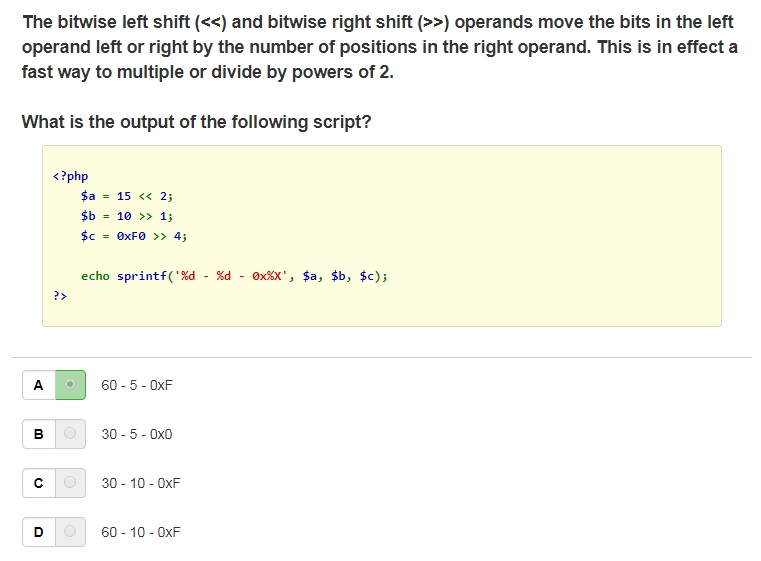 The bitwise left shift (<<) and bitwise right shift (>>) operands move the bits in the left
operand left or right by the number of positions in the right operand. This is in effect a
fast way to multiple or divide by powers of 2.
What is the output of the following script?
<?php
$a = 15 << 2;
$b = 10 >> 1;
$c = 0xF0 >> 4;
echo sprintf('%d - %d - 0x%X', $a, $b, $c);
?>
A 60 - 5 - 0xF
B 30 - 5 - 0x0
C 30 - 10 - 0xF
D 60 - 10 - 0xF